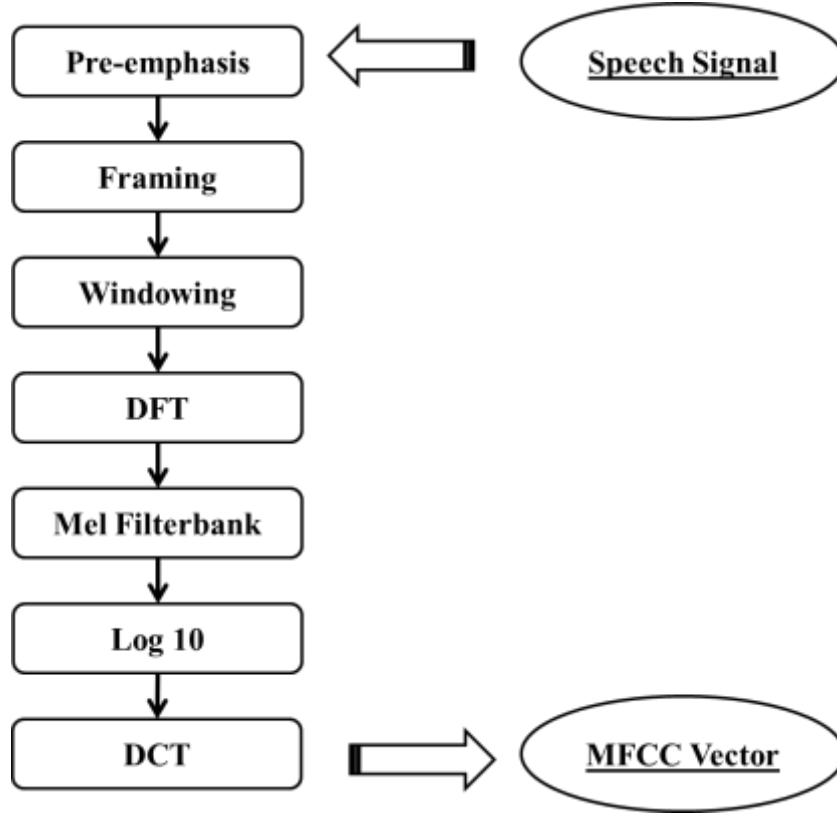 Pre-emphasis
Speech Signal
Framing
Windowing
DFT
Mel Filterbank
Log 10
DCT
MFCC Vector